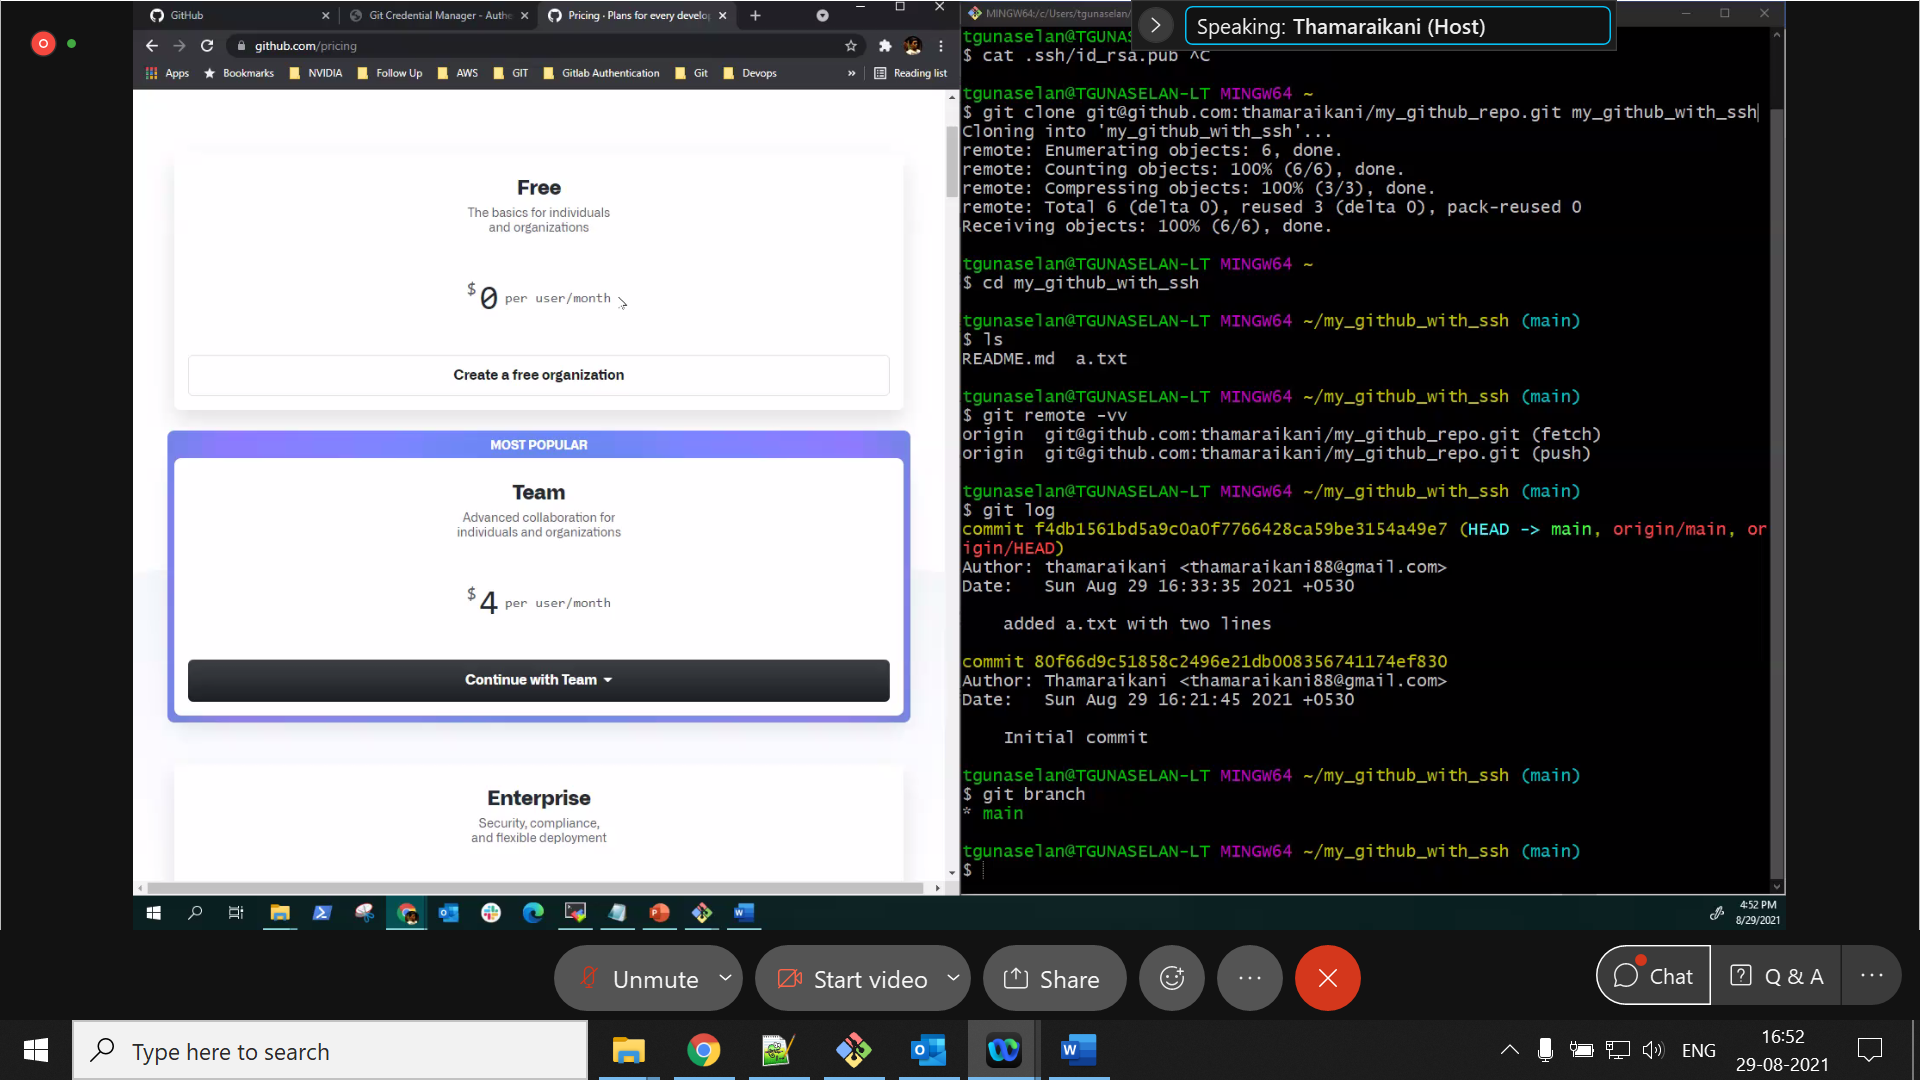 GitHub
Git Credential Manager - Authe
Pricing · Plans for every develop
github.com/pricing
Apps
Bookmarks
NVIDIA
Follow Up
AWS
GIT
Gitlab Authentication
Git
Devops
»
Reading list
Free
The basics for individuals
and organizations
$0 per user/month
Create a free organization
MOST POPULAR
Team
Advanced collaboration for
individuals and organizations
$4 per user/month
Continue with Team
Enterprise
Security, compliance,
and flexible deployment
MINGW64:/c/Users/tgunaselan/
Speaking: Thamaraikani (Host)
tgunaselan@TGUNASELAN-LT MINGW64 ~
$ cat .ssh/id_rsa.pub ^C
tgunaselan@TGUNASELAN-LT MINGW64 ~
$ git clone git@github.com:thamaraikani/my_github_repo.git my_github_with_ssh
Cloning into 'my_github_with_ssh'...
remote: Enumerating objects: 6, done.
remote: Counting objects: 100% (6/6), done.
remote: Compressing objects: 100% (3/3), done.
remote: Total 6 (delta 0), reused 3 (delta 0), pack-reused 0
Receiving objects: 100% (6/6), done.
tgunaselan@TGUNASELAN-LT MINGW64 ~
$ cd my_github_with_ssh
tgunaselan@TGUNASELAN-LT MINGW64 ~/my_github_with_ssh (main)
$ ls
README.md  a.txt
tgunaselan@TGUNASELAN-LT MINGW64 ~/my_github_with_ssh (main)
$ git remote -vv
origin  git@github.com:thamaraikani/my_github_repo.git (fetch)
origin  git@github.com:thamaraikani/my_github_repo.git (push)
tgunaselan@TGUNASELAN-LT MINGW64 ~/my_github_with_ssh (main)
$ git log
commit f4db1561bd5a9c0a0f7766428ca59be3154a49e7 (HEAD -> main, origin/main, or
igin/HEAD)
Author: thamaraikani <thamaraikani88@gmail.com>
Date:   Sun Aug 29 16:33:35 2021 +0530
added a.txt with two lines
commit 80f66d9c51858c2496e21db008356741174ef830
Author: Thamaraikani <thamaraikani88@gmail.com>
Date:   Sun Aug 29 16:21:45 2021 +0530
Initial commit
tgunaselan@TGUNASELAN-LT MINGW64 ~/my_github_with_ssh (main)
$ git branch
* main
tgunaselan@TGUNASELAN-LT MINGW64 ~/my_github_with_ssh (main)
$
4:52 PM
8/29/2021
Unmute
Start video
Share
Chat
Q & A
Type here to search
ENG
16:52
29-08-2021